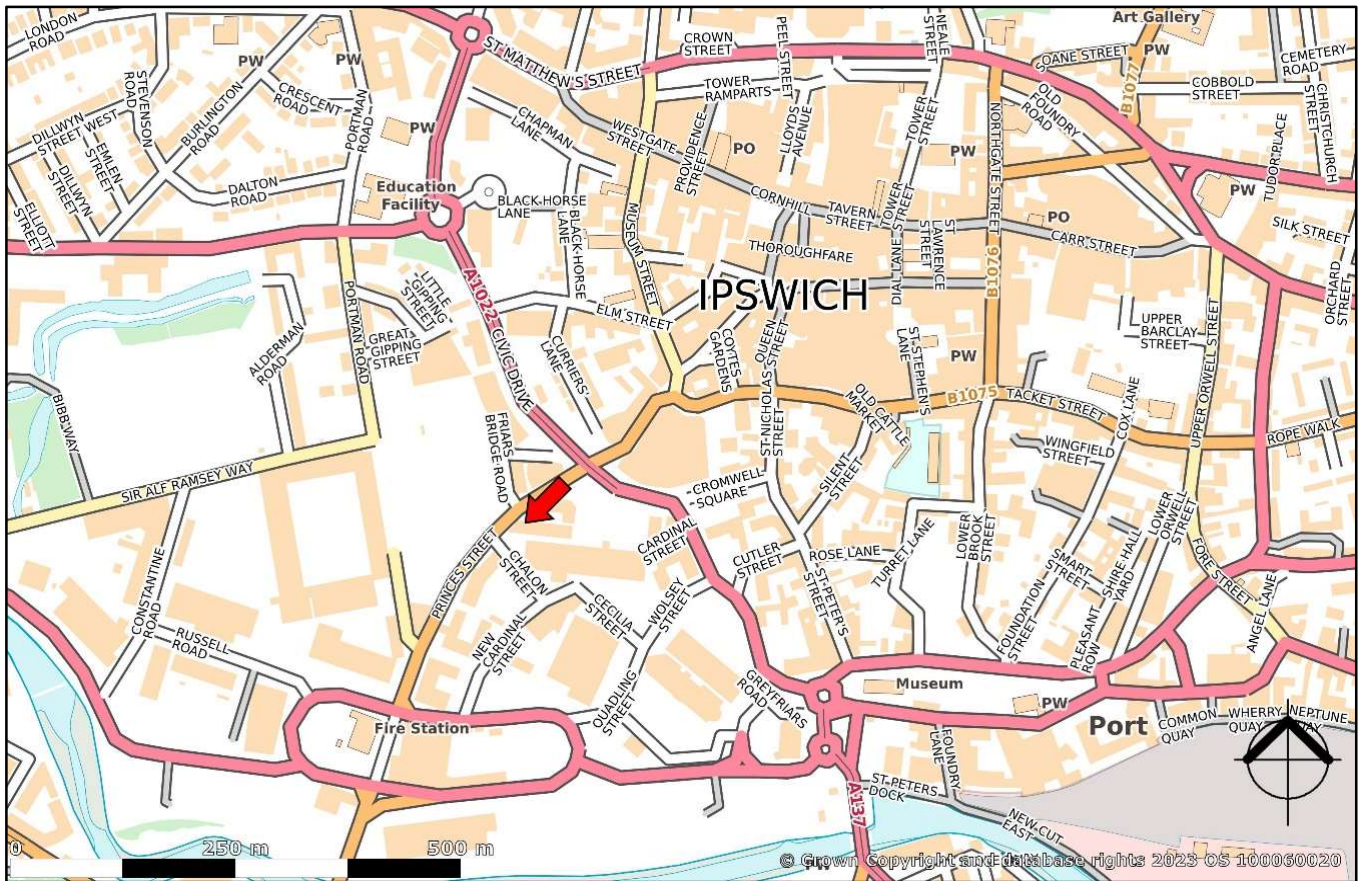 LONDON
ROAD
PW
PW
ST MATTHEW'S STREET
CROWN
STREET
PEEL STREET
NEALE
STREET
Art Gallery
PW
SOANE STREET
CEMETERY
ROAD
COBBOLD
STREET
B1077
STEVENSON
ROAD
CRESCENT
ROAD
BURLINGTON
ROAD
PORTMAN
ROAD
DILLWYN
STREET WEST
EMLEN
STREET
DILLWYN
STREET
DALTON
ROAD
ELLIOTT
STREET
PW
CHAPMAN
LANE
TOWER
RAMPARTS
WESTGATE
STREET
PROVIDENCE
STREET
PO
LLOYDS
AVENUE
TOWER
STREET
PW
NORTHGATE STREET
OLD
FOUNDRY
ROAD
TUDOR PLACE
CHRISTCHURCH
PW
SILK STREET
ORCHARD
STREET
Education
Facility
BLACK HORSE
LANE
BLACK HORSE
LANE
MUSEUM STREET
CORNHILL
TAVERN
STREET
TOWER
STREET
THOROUGHFARE
DIAL LANE
ST
LAWRENCE
STREET
PO
CARR STREET
B1076
A1022 CIVIC DRIVE
LITTLE
GIPPING
STREET
GREAT
GIPPING
STREET
PORTMAN ROAD
ALDERMAN
ROAD
ELM STREET
CURRIERS'
LANE
IPSWICH
COYTES
GARDENS
QUEEN
STREET
ST STEPHEN'S
LANE
PW
UPPER
BARCLAY
STREET
UPPER ORWELL STREET
BIBB WAY
SIR ALF RAMSEY WAY
FRIARS
BRIDGE ROAD
ST NICHOLAS
STREET
OLD CATTLE
MARKET
B1075
TACKET STREET
COX LANE
WINGFIELD
STREET
ROPE WALK
CROMWELL
SQUARE
SILENT
STREET
CARDINAL
STREET
CUTLER
STREET
ROSE LANE
TURRET LANE
LOWER
BROOK
STREET
SMART
STREET
SHIRE HALL
YARD
LOWER
ORWELL
STREET
FORE STREET
ANGEL LANE
CONSTANTINE
ROAD
RUSSELL
ROAD
PRINCES STREET
CHALON
STREET
NEW
CARDINAL
STREET
CECILIA
STREET
WOLSEY
STREET
ST PETER'S
STREET
FOUNDATION
STREET
PLEASANT
ROW
QUADLING
STREET
GREYFRIARS
ROAD
Museum
PW
Fire Station
Port
COMMON
QUAY
WHERRY
QUAY
NEPTUNE
QUAY
FOUNDRY
LANE
ST PETERS
DOCK
A137
NEW CUT
EAST
PW
0
250 m
500 m
© Crown Copyright and database rights 2023 OS 100060020